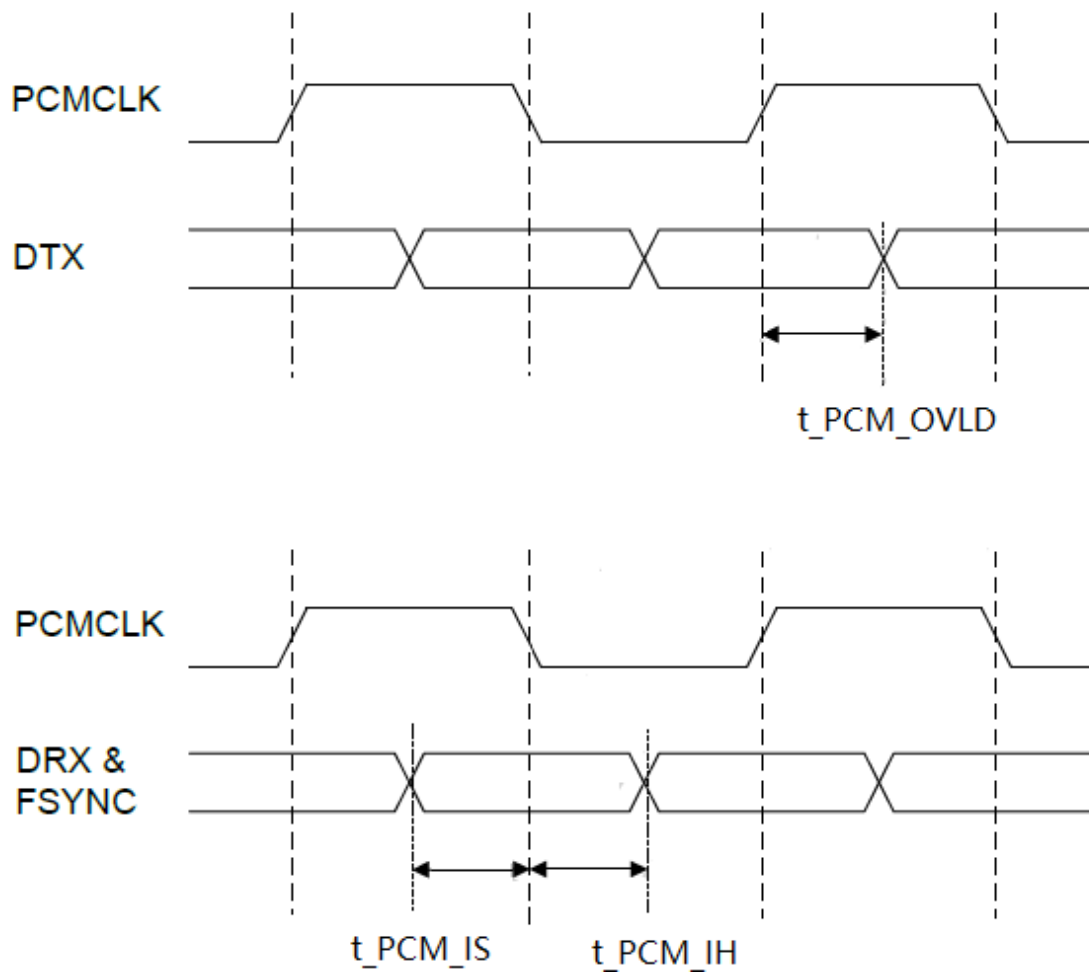 PCMCLK
DTX
t_PCM_OVLD
PCMCLK
DRX &
FSYNC
t_PCM_IS
t_PCM_IH